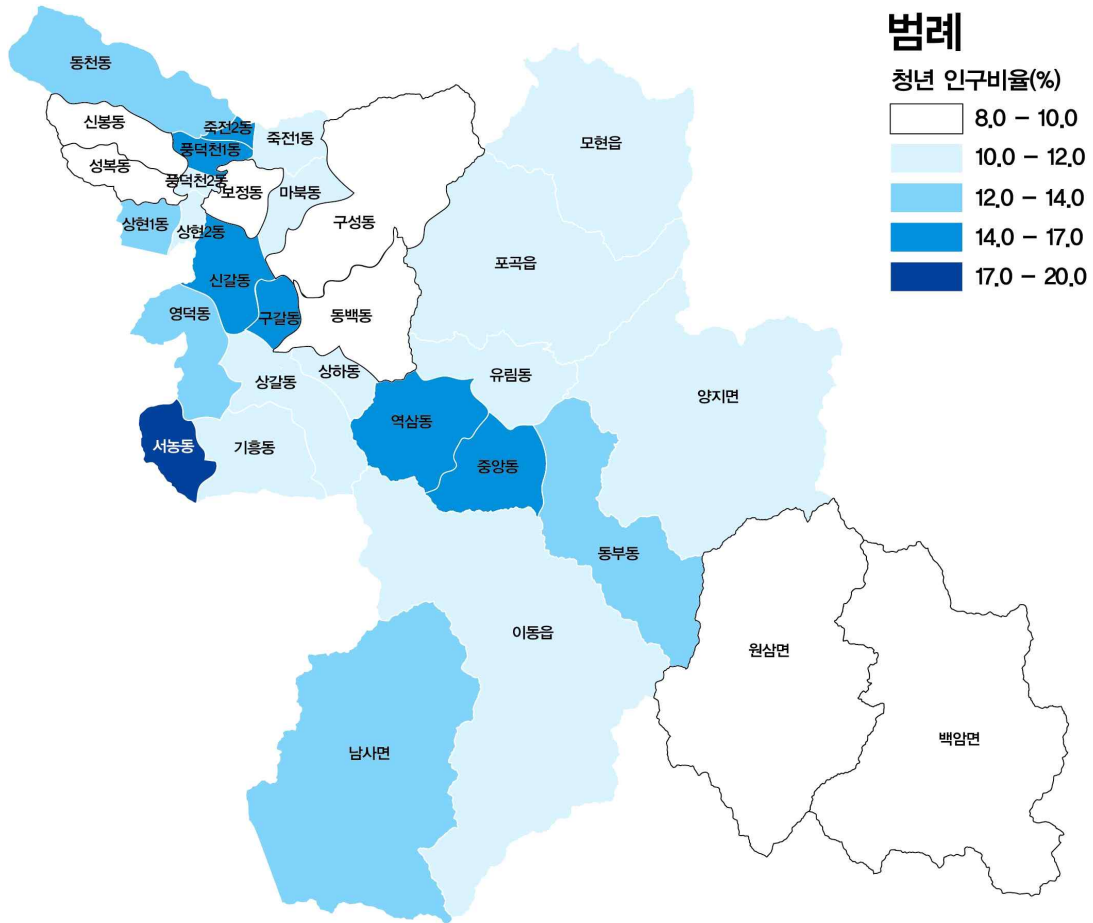 범례
청년 인구비율(%)
8.0 - 10.0
10.0 - 12.0
12.0 - 14.0
14.0 - 17.0
17.0 - 20.0
동천동
신봉동
죽전2동
죽전1동
풍덕천1동
성복동
풍덕천2동
보정동
마북동
모현읍
상현1동
상현2동
구성동
포곡읍
신갈동
영덕동
구갈동
동백동
상갈동
상하동
유림동
양지면
서농동
기흥동
역삼동
중앙동
동부동
이동읍
원삼면
남사면
백암면